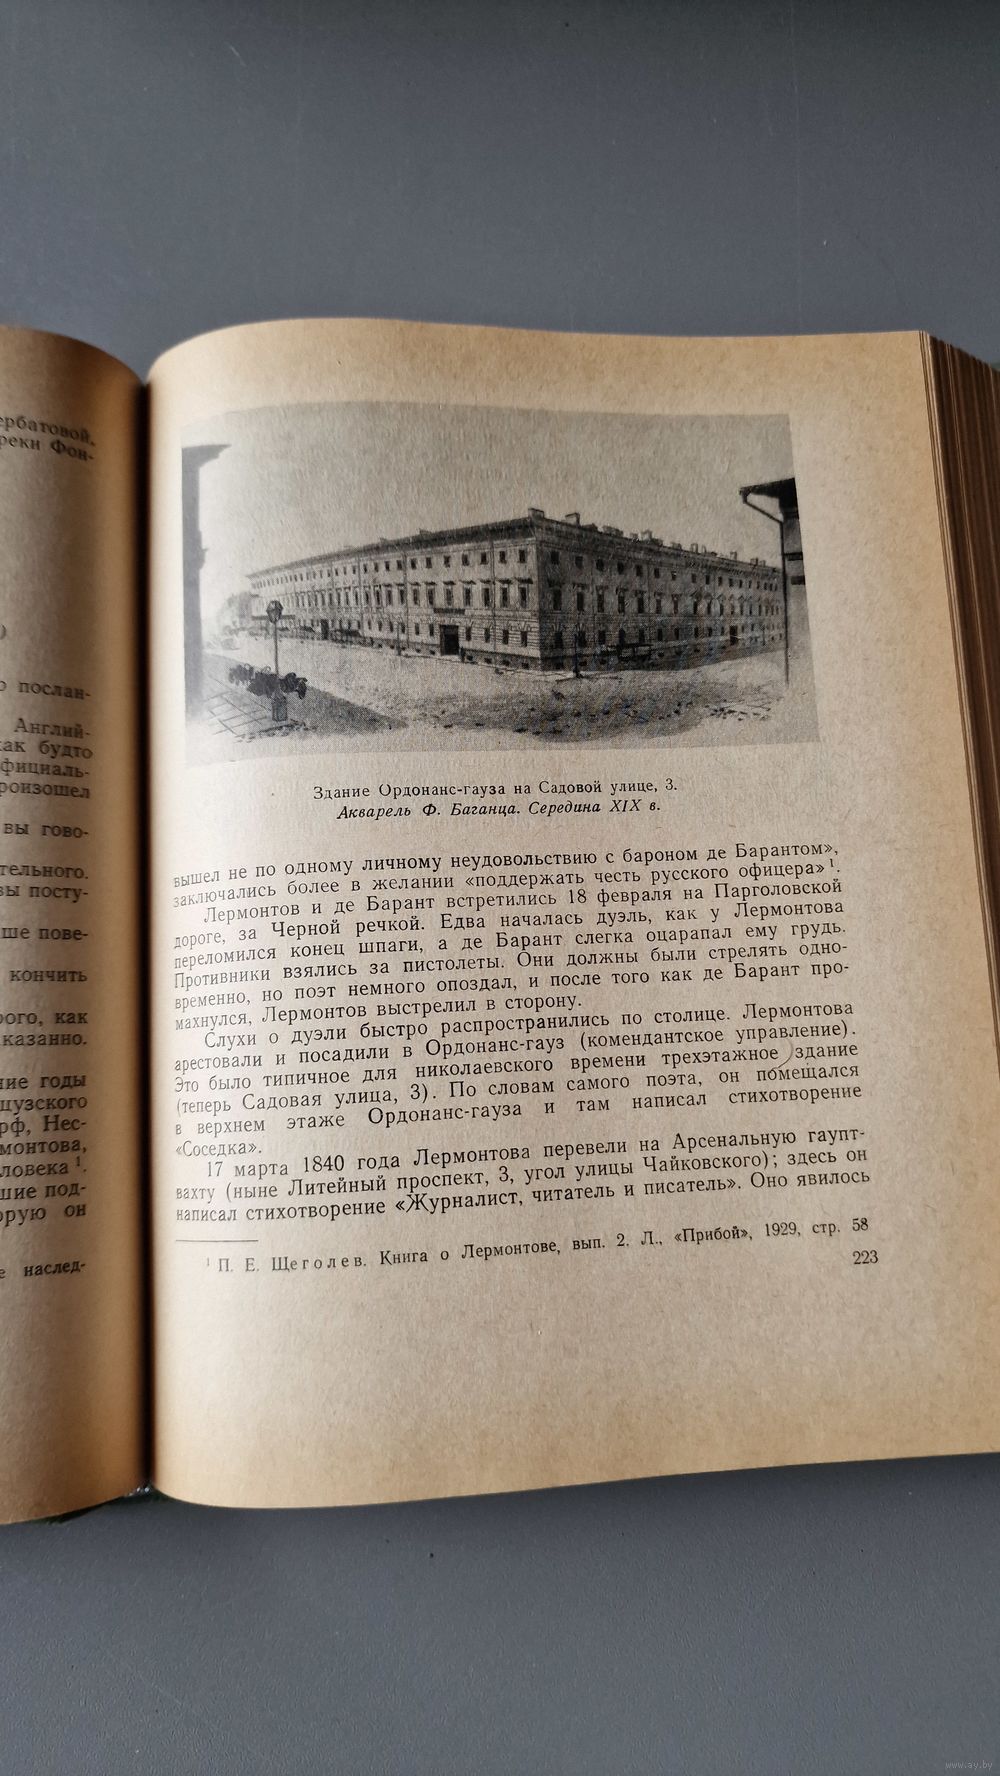 ербатовой.
реки Фон-
о послан-
Англий-
как будто
фициаль-
роизошел
вы гово-
тельного.
вы посту-
ше пове-
кончить
рого, как
казанно.
ние годы
цузского
рф, Нес-
монтова,
ловека ¹.
шие под-
орую он
е наслед-
Здание Ордонанс-гауза на Садовой улице, 3.
Акварель Ф. Баганца. Середина XIX в.
вышел не по одному личному неудовольствию с бароном де Барантом»,
заключались более в желании «поддержать честь русского офицера» ¹.
Лермонтов и де Барант встретились 18 февраля на Парголовской
дороге, за Черной речкой. Едва началась дуэль, как у Лермонтова
переломился конец шпаги, а де Барант слегка оцарапал ему грудь.
Противники взялись за пистолеты. Они должны были стрелять одно-
временно, но поэт немного опоздал, и после того как де Барант про-
махнулся, Лермонтов выстрелил в сторону.
Слухи о дуэли быстро распространились по столице. Лермонтова
арестовали и посадили в Ордонанс-гауз (комендантское управление).
Это было типичное для николаевского времени трехэтажное здание
(теперь Садовая улица, 3). По словам самого поэта, он помещался
в верхнем этаже Ордонанс-гауза и там написал стихотворение
«Соседка».
17 марта 1840 года Лермонтова перевели на Арсенальную гаупт-
вахту (ныне Литейный проспект, 3, угол улицы Чайковского); здесь он
написал стихотворение «Журналист, читатель и писатель». Оно явилось
¹ П. Е. Щеголев. Книга о Лермонтове, вып. 2. Л., «Прибой», 1929, стр. 58
223
www.ay.by